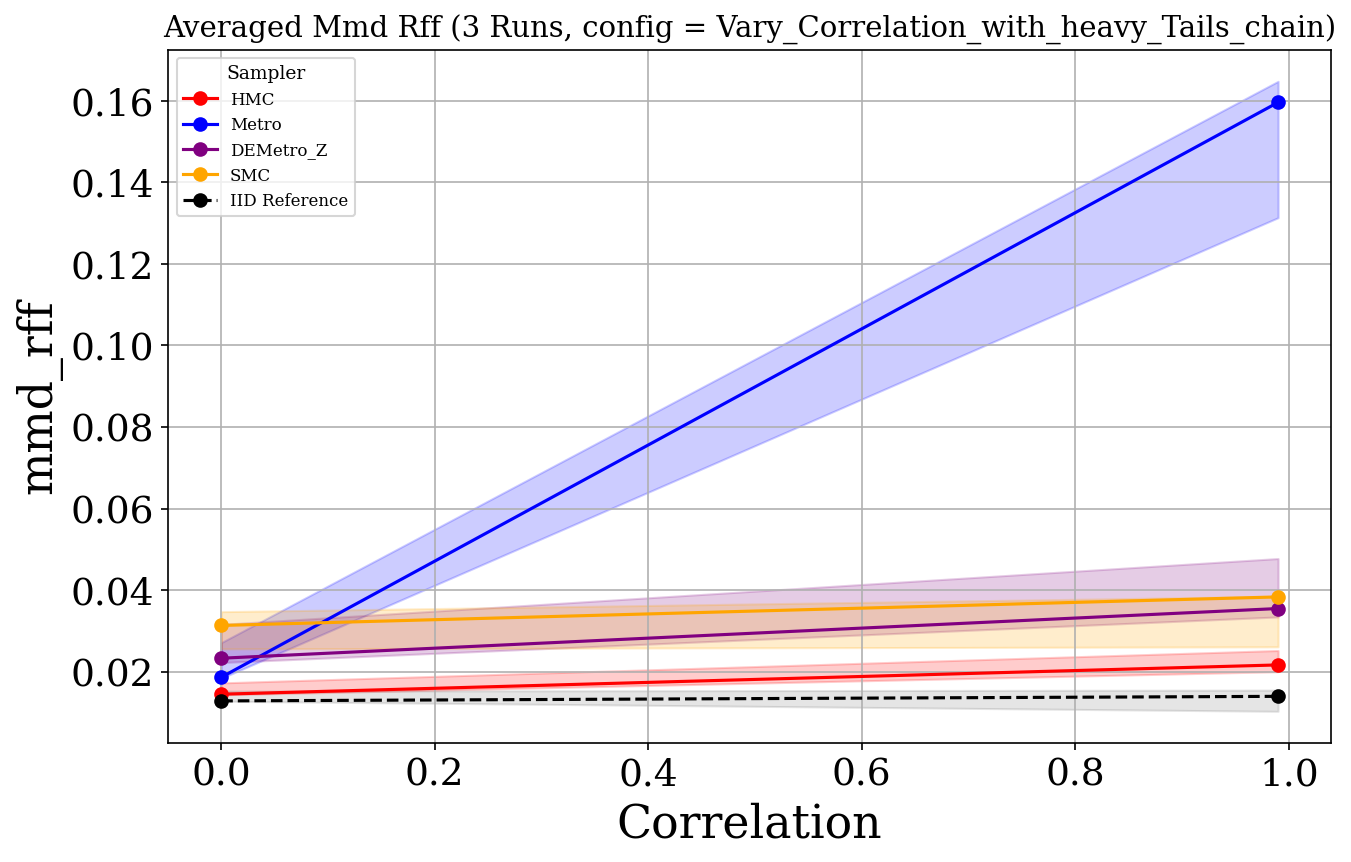 Averaged Mmd Rff (3 Runs, config = Vary_Correlation_with_heavy_Tails_chain)
Sampler
HMC
Metro
DEMetro_Z
SMC
IID Reference
mmd_rff
0.16
0.14
0.12
0.10
0.08
0.06
0.04
0.02
0.0 0.2 0.4 0.6 0.8 1.0
Correlation